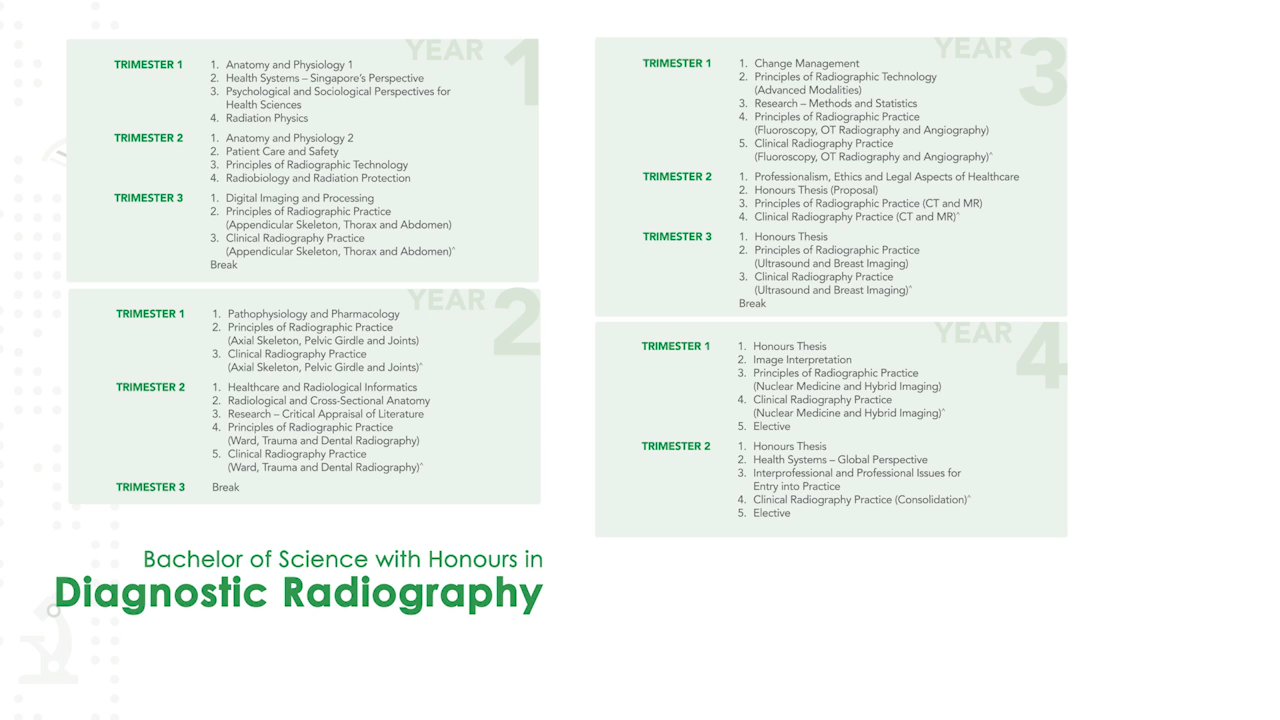 YEAR 1
TRIMESTER 1
1. Anatomy and Physiology 1
2. Health Systems – Singapore's Perspective
3. Psychological and Sociological Perspectives for
Health Sciences
4. Radiation Physics
TRIMESTER 2
1. Anatomy and Physiology 2
2. Patient Care and Safety
3. Principles of Radiographic Technology
4. Radiobiology and Radiation Protection
TRIMESTER 3
1. Digital Imaging and Processing
2. Principles of Radiographic Practice
(Appendicular Skeleton, Thorax and Abdomen)
3. Clinical Radiography Practice
(Appendicular Skeleton, Thorax and Abdomen)^
Break
YEAR 2
TRIMESTER 1
1. Pathophysiology and Pharmacology
2. Principles of Radiographic Practice
(Axial Skeleton, Pelvic Girdle and Joints)
3. Clinical Radiography Practice
(Axial Skeleton, Pelvic Girdle and Joints)^
TRIMESTER 2
1. Healthcare and Radiological Informatics
2. Radiological and Cross-Sectional Anatomy
3. Research – Critical Appraisal of Literature
4. Principles of Radiographic Practice
(Ward, Trauma and Dental Radiography)
5. Clinical Radiography Practice
(Ward, Trauma and Dental Radiography)^
TRIMESTER 3
Break
YEAR 3
TRIMESTER 1
1. Change Management
2. Principles of Radiographic Technology
(Advanced Modalities)
3. Research – Methods and Statistics
4. Principles of Radiographic Practice
(Fluoroscopy, OT Radiography and Angiography)
5. Clinical Radiography Practice
(Fluoroscopy, OT Radiography and Angiography)^
TRIMESTER 2
1. Professionalism, Ethics and Legal Aspects of Healthcare
2. Honours Thesis (Proposal)
3. Principles of Radiographic Practice (CT and MR)
4. Clinical Radiography Practice (CT and MR)^
TRIMESTER 3
1. Honours Thesis
2. Principles of Radiographic Practice
(Ultrasound and Breast Imaging)
3. Clinical Radiography Practice
(Ultrasound and Breast Imaging)^
Break
YEAR 4
TRIMESTER 1
1. Honours Thesis
2. Image Interpretation
3. Principles of Radiographic Practice
(Nuclear Medicine and Hybrid Imaging)
4. Clinical Radiography Practice
(Nuclear Medicine and Hybrid Imaging)^
5. Elective
TRIMESTER 2
1. Honours Thesis
2. Health Systems – Global Perspective
3. Interprofessional and Professional Issues for
Entry into Practice
4. Clinical Radiography Practice (Consolidation)^
5. Elective
Bachelor of Science with Honours in
Diagnostic Radiography